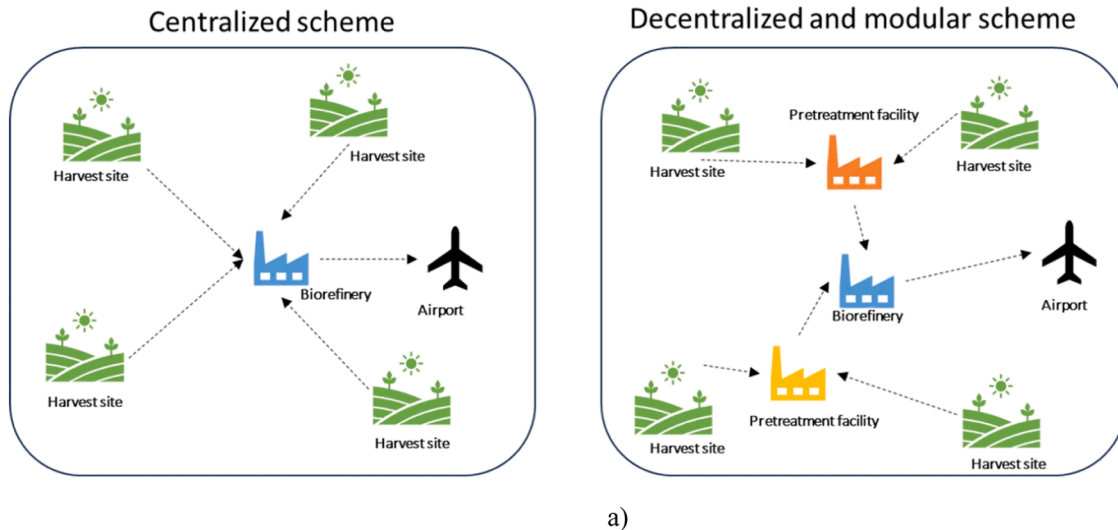 Centralized scheme
Harvest site
Harvest site
Biorefinery
Airport
Harvest site
Harvest site
Decentralized and modular scheme
Pretreatment facility
Harvest site
Harvest site
Biorefinery
Airport
Pretreatment facility
Harvest site
Harvest site
a)